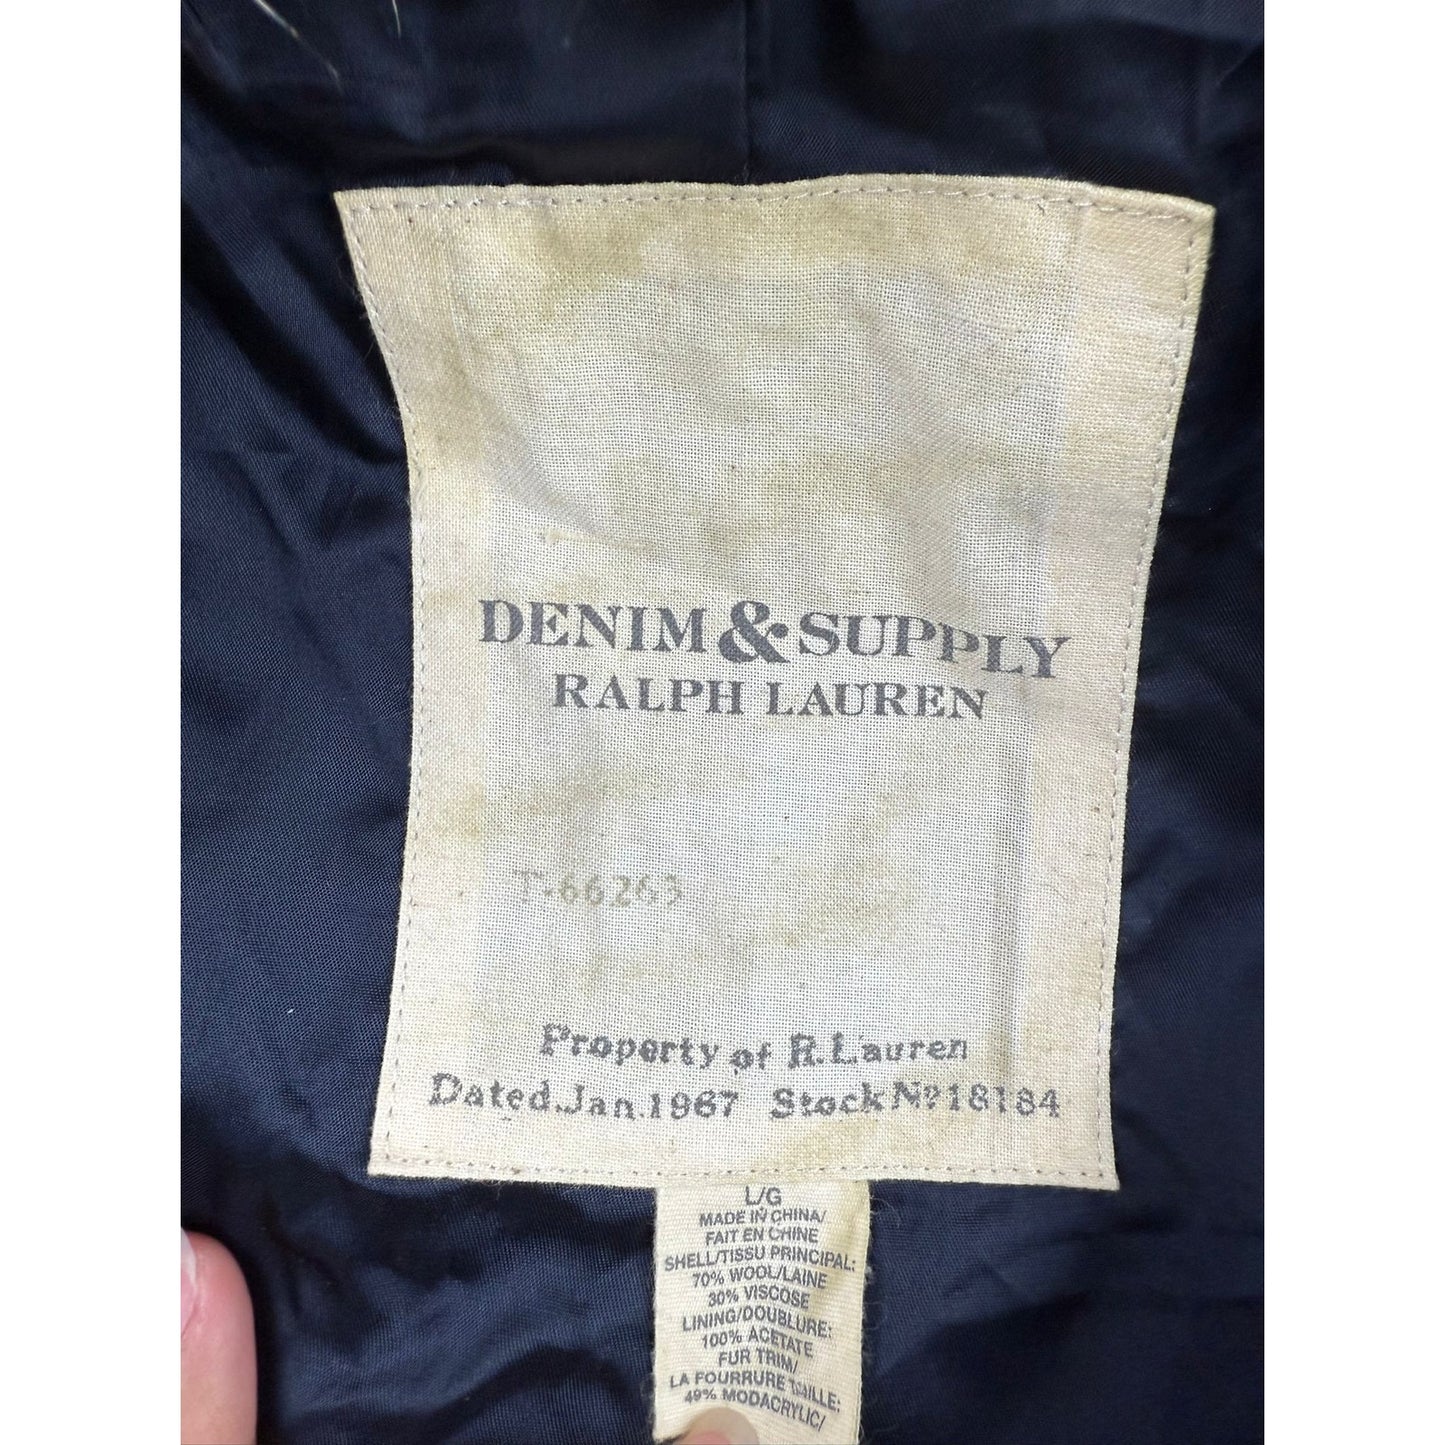 DENIM & SUPPLY
RALPH LAUREN
T-66263
Property of R.Lauren
Dated.Jan.1967 Stock Nº 18184
L/G
MADE IN CHINA/
FAIT EN CHINE
SHELL/TISSU PRINCIPAL:
70% WOOL/LAINE
30% VISCOSE
LINING/DOUBLURE:
100% ACETATE
FUR TRIM/
LA FOURRURE TAILLE:
49% MODACRYLIC/